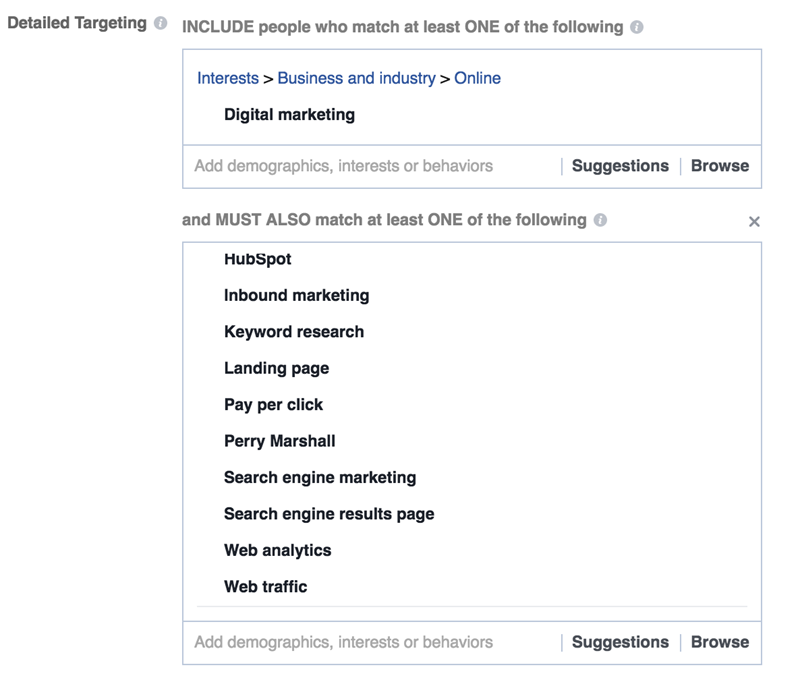 Detailed Targeting
INCLUDE people who match at least ONE of the following
Interests > Business and industry > Online
Digital marketing
Add demographics, interests or behaviors | Suggestions | Browse
and MUST ALSO match at least ONE of the following
HubSpot
Inbound marketing
Keyword research
Landing page
Pay per click
Perry Marshall
Search engine marketing
Search engine results page
Web analytics
Web traffic
Add demographics, interests or behaviors | Suggestions | Browse